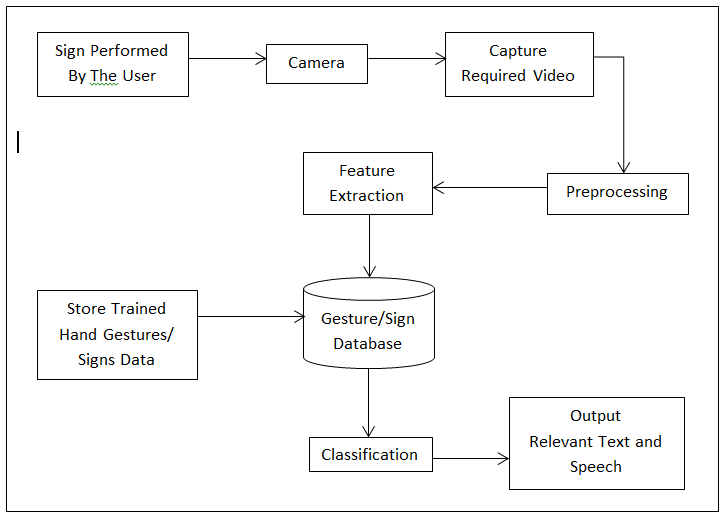 Sign Performed
By The User
Camera
Capture
Required Video
Feature
Extraction
Preprocessing
Store Trained
Hand Gestures/
Signs Data
Gesture/Sign
Database
Classification
Output
Relevant Text and
Speech